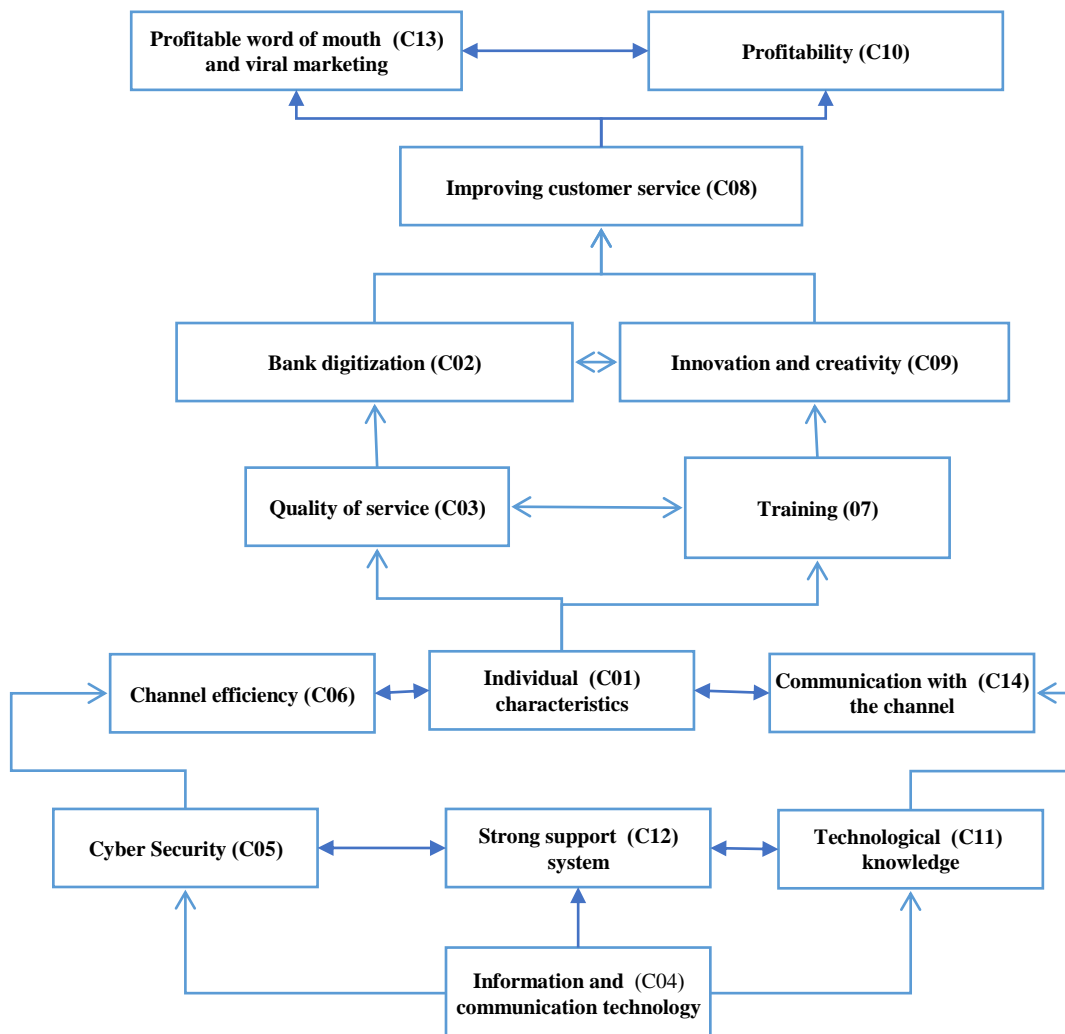 Profitable word of mouth (C13)
and viral marketing
Profitability (C10)
Improving customer service (C08)
Bank digitization (C02)
Innovation and creativity (C09)
Quality of service (C03)
Training (07)
Channel efficiency (C06)
Individual (C01)
characteristics
Communication with (C14)
the channel
Cyber Security (C05)
Strong support (C12)
system
Technological (C11)
knowledge
Information and (C04)
communication technology